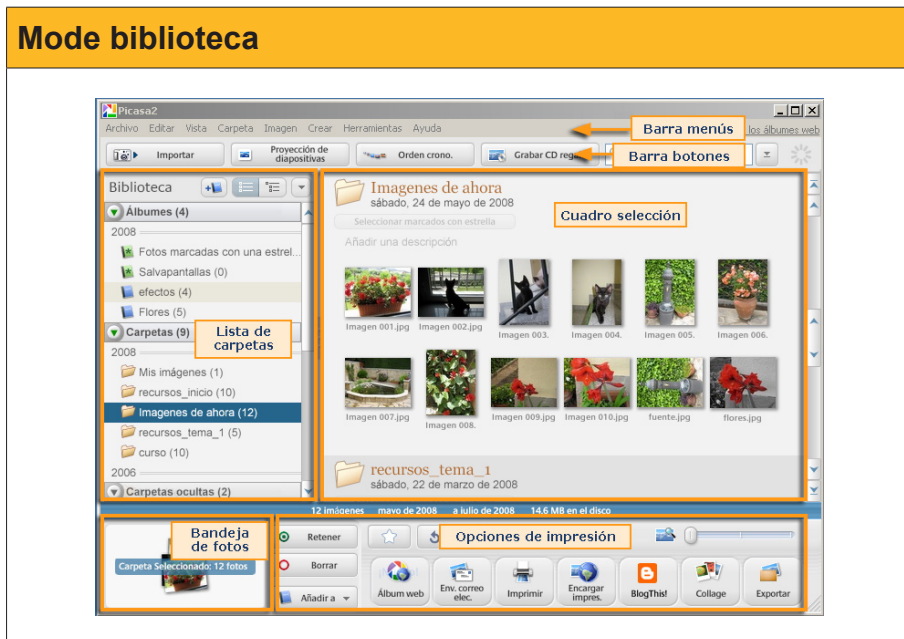 Mode biblioteca
Picasa2
Archivo Editar Vista Carpeta Imagen Crear Herramientas Ayuda
los álbumes web
Barra menús
Importar
Proyección de
diapositivas
Orden crono.
Grabar CD
Barra botones
Biblioteca
Álbumes (4)
2008
Fotos marcadas con una estrel...
Salvapantallas (0)
efectos (4)
Flores (5)
Carpetas (9)
Lista de
carpetas
2008
Mis imágenes (1)
recursos_inicio (10)
Imagenes de ahora (12)
recursos_tema_1 (5)
curso (10)
2006
Carpetas ocultas (2)
Imagenes de ahora
sábado, 24 de mayo de 2008
Cuadro selección
Seleccionar marcados con estrella
Añadir una descripción
Imagen 001.jpg
Imagen 002.jpg
Imagen 003.
Imagen 004.
Imagen 005.
Imagen 006.
Imagen 007.jpg
Imagen 008.
Imagen 009.jpg
Imagen 010.jpg
fuente.jpg
flores.jpg
recursos_tema_1
sábado, 22 de marzo de 2008
12 imágenes mayo de 2008 a julio de 2008 14.6 MB en el disco
Bandeja
de fotos
Carpeta Seleccionado: 12 fotos
Retener
Borrar
Añadir a
Opciones de impresión
Álbum web
Env. correo
elec.
Imprimir
Encargar
impres.
BlogThis!
Collage
Exportar